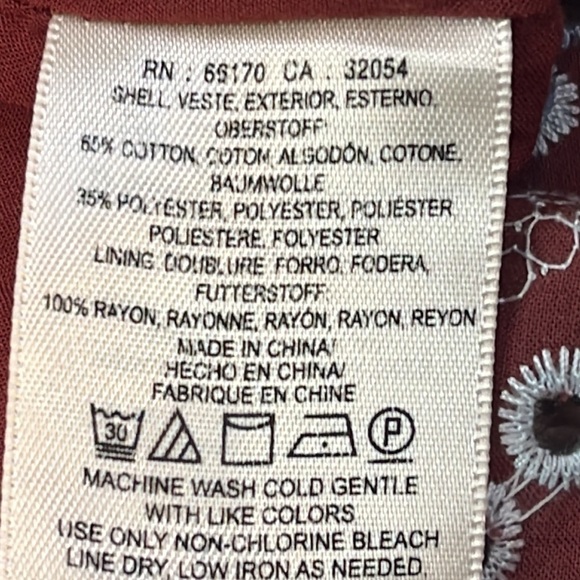 RN : 66170 CA : 32054
SHELL, VESTE, EXTERIOR, ESTERNO,
OBERSTOFF:
65% COTTON, COTON, ALGODÓN, COTONE,
BAUMWOLLE
35% POLYESTER, POLYESTER, POLIÉSTER
POLIESTERE, POLYESTER
LINING, DOUBLURE, FORRO, FODERA,
FUTTERSTOFF:
100% RAYON, RAYONNE, RAYÓN, RAYON, REYON
MADE IN CHINA/
HECHO EN CHINA/
FABRIQUE EN CHINE
30 P
MACHINE WASH COLD GENTLE
WITH LIKE COLORS
USE ONLY NON-CHLORINE BLEACH
LINE DRY, LOW IRON AS NEEDED.